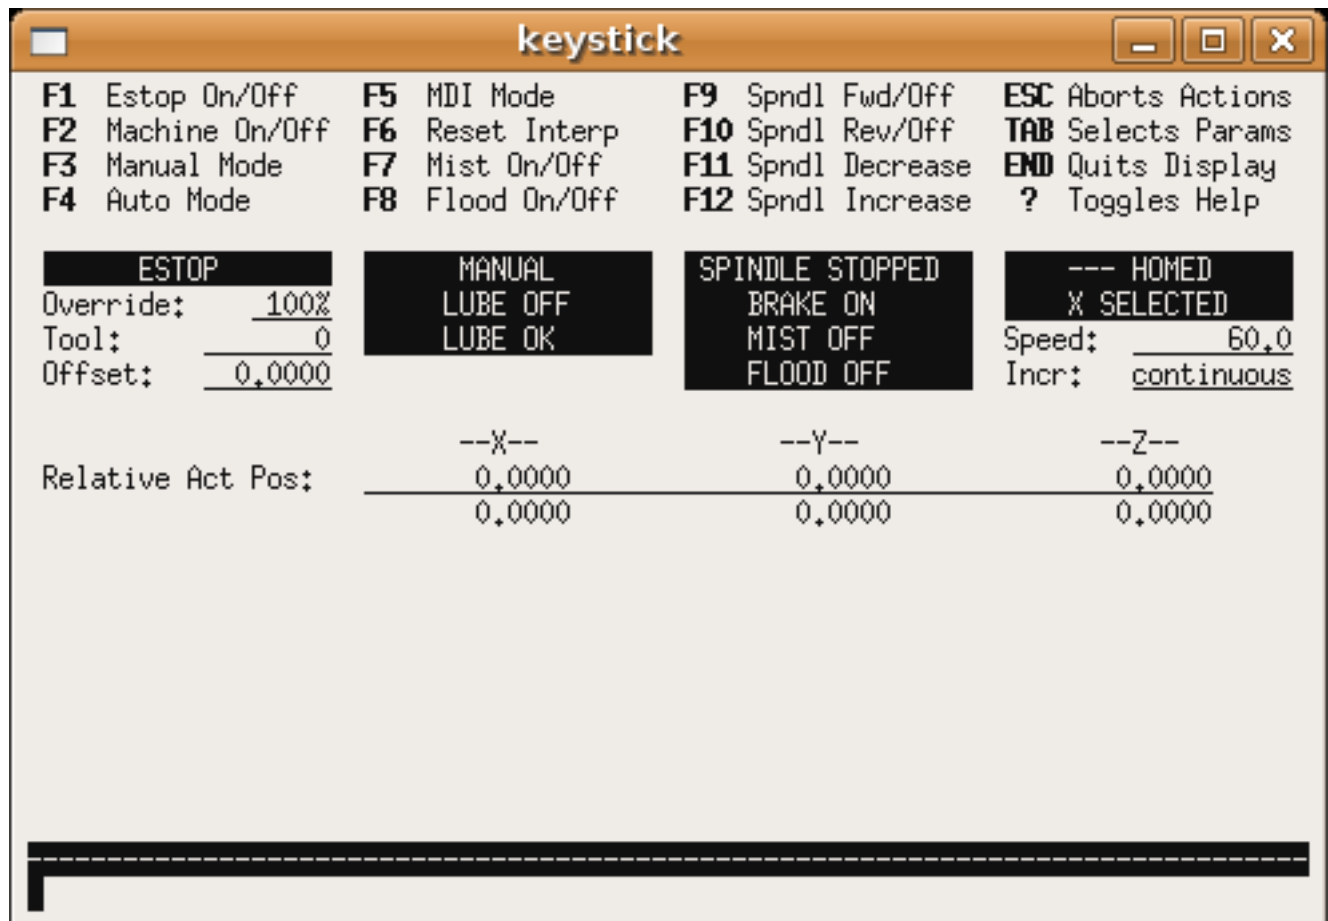 keystick
F1 Estop On/Off F5 MDI Mode F9 Spndl Fwd/Off ESC Aborts Actions
F2 Machine On/Off F6 Reset Interp F10 Spndl Rev/Off TAB Selects Params
F3 Manual Mode F7 Mist On/Off F11 Spndl Decrease END Quits Display
F4 Auto Mode F8 Flood On/Off F12 Spndl Increase ? Toggles Help
ESTOP MANUAL SPINDLE STOPPED --- HOMED
Override: 100% LUBE OFF BRAKE ON X SELECTED
Tool: 0 LUBE OK MIST OFF Speed: 60.0
Offset: 0.0000 FLOOD OFF Incr: continuous
--X-- --Y-- --Z--
Relative Act Pos: 0.0000 0.0000 0.0000
0.0000 0.0000 0.0000
--------------------------------------------------------------------------------